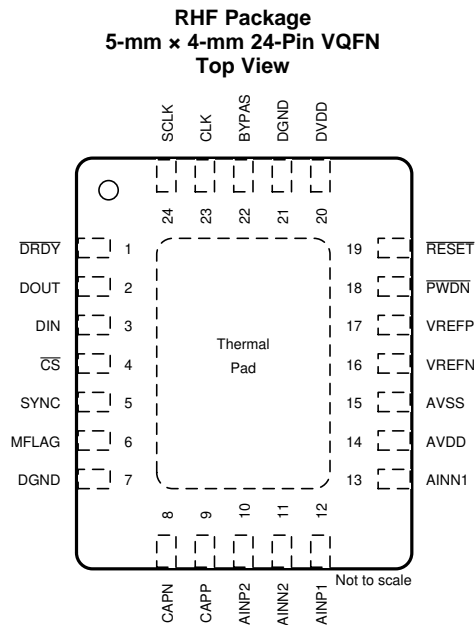 RHF Package
5-mm × 4-mm 24-Pin VQFN
Top View
SCLK
CLK
BYPAS
DGND
DVDD
24
23
22
21
20
DRDY 1
DOUT 2
DIN 3
CS 4
SYNC 5
MFLAG 6
DGND 7
Thermal
Pad
19 RESET
18 PWDN
17 VREFP
16 VREFN
15 AVSS
14 AVDD
13 AINN1
8
9
10
11
12
CAPN
CAPP
AINP2
AINN2
AINP1
Not to scale